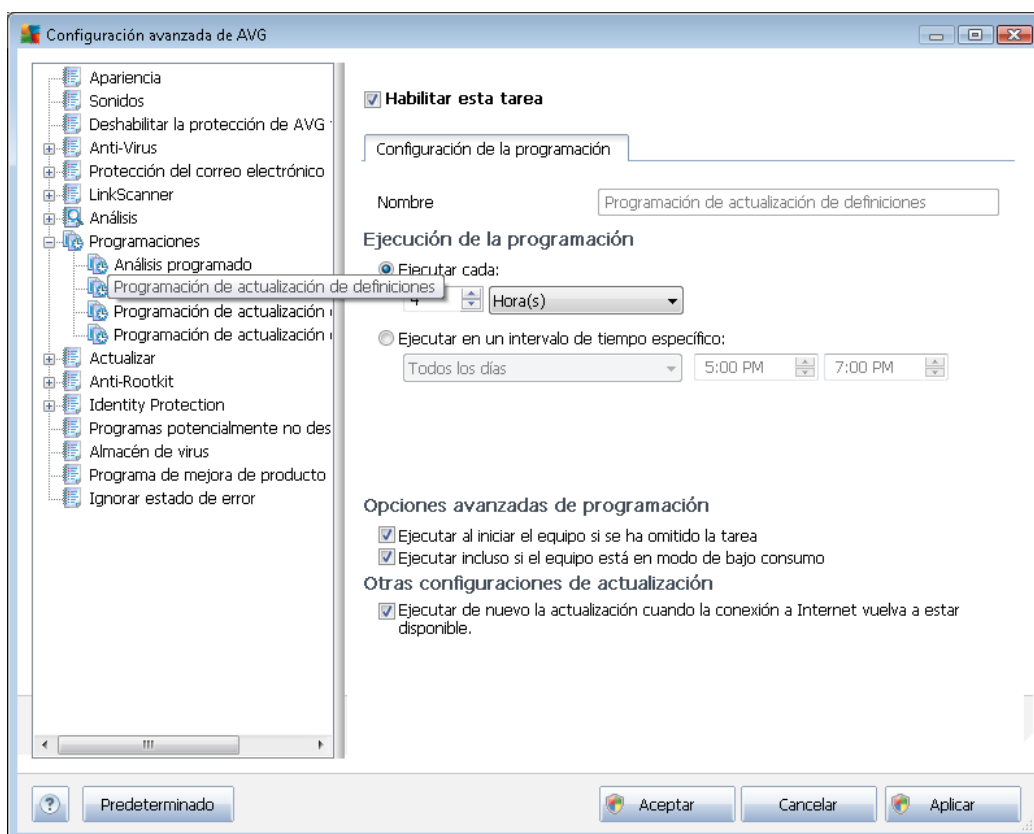 Configuración avanzada de AVG
Apariencia
Sonidos
Deshabilitar la protección de AVG
Anti-Virus
Protección del correo electrónico
LinkScanner
Análisis
Programaciones
Análisis programado
Programación de actualización de definiciones
Programación de actualización
Programación de actualización
Actualizar
Anti-Rootkit
Identity Protection
Programas potencialmente no des
Almacén de virus
Programa de mejora de producto
Ignorar estado de error
Habilitar esta tarea
Configuración de la programación
Nombre
Programación de actualización de definiciones
Ejecución de la programación
Ejecutar cada:
4 Hora(s)
Ejecutar en un intervalo de tiempo específico:
Todos los días 5:00 PM 7:00 PM
Opciones avanzadas de programación
Ejecutar al iniciar el equipo si se ha omitido la tarea
Ejecutar incluso si el equipo está en modo de bajo consumo
Otras configuraciones de actualización
Ejecutar de nuevo la actualización cuando la conexión a Internet vuelva a estar
disponible.
? Predeterminado Aceptar Cancelar Aplicar